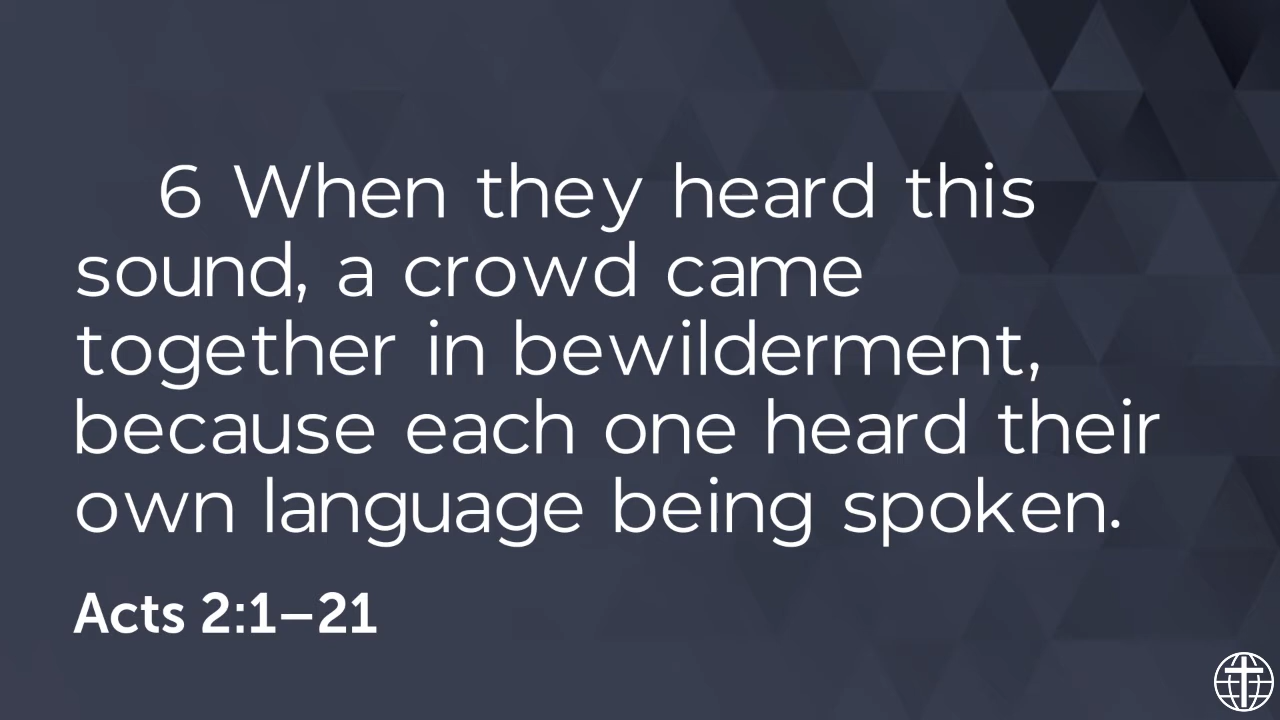 6 When they heard this
sound, a crowd came
together in bewilderment,
because each one heard their
own language being spoken.
Acts 2:1–21